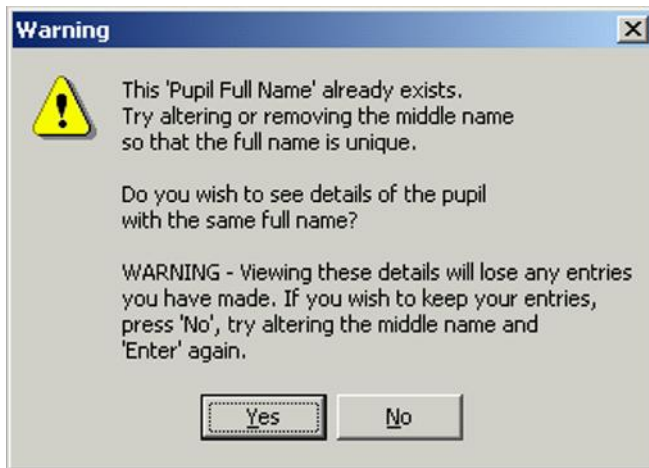 Warning
This 'Pupil Full Name' already exists.
Try altering or removing the middle name
so that the full name is unique.
Do you wish to see details of the pupil
with the same full name?
WARNING - Viewing these details will lose any entries
you have made. If you wish to keep your entries,
press 'No', try altering the middle name and
'Enter' again.
Yes No